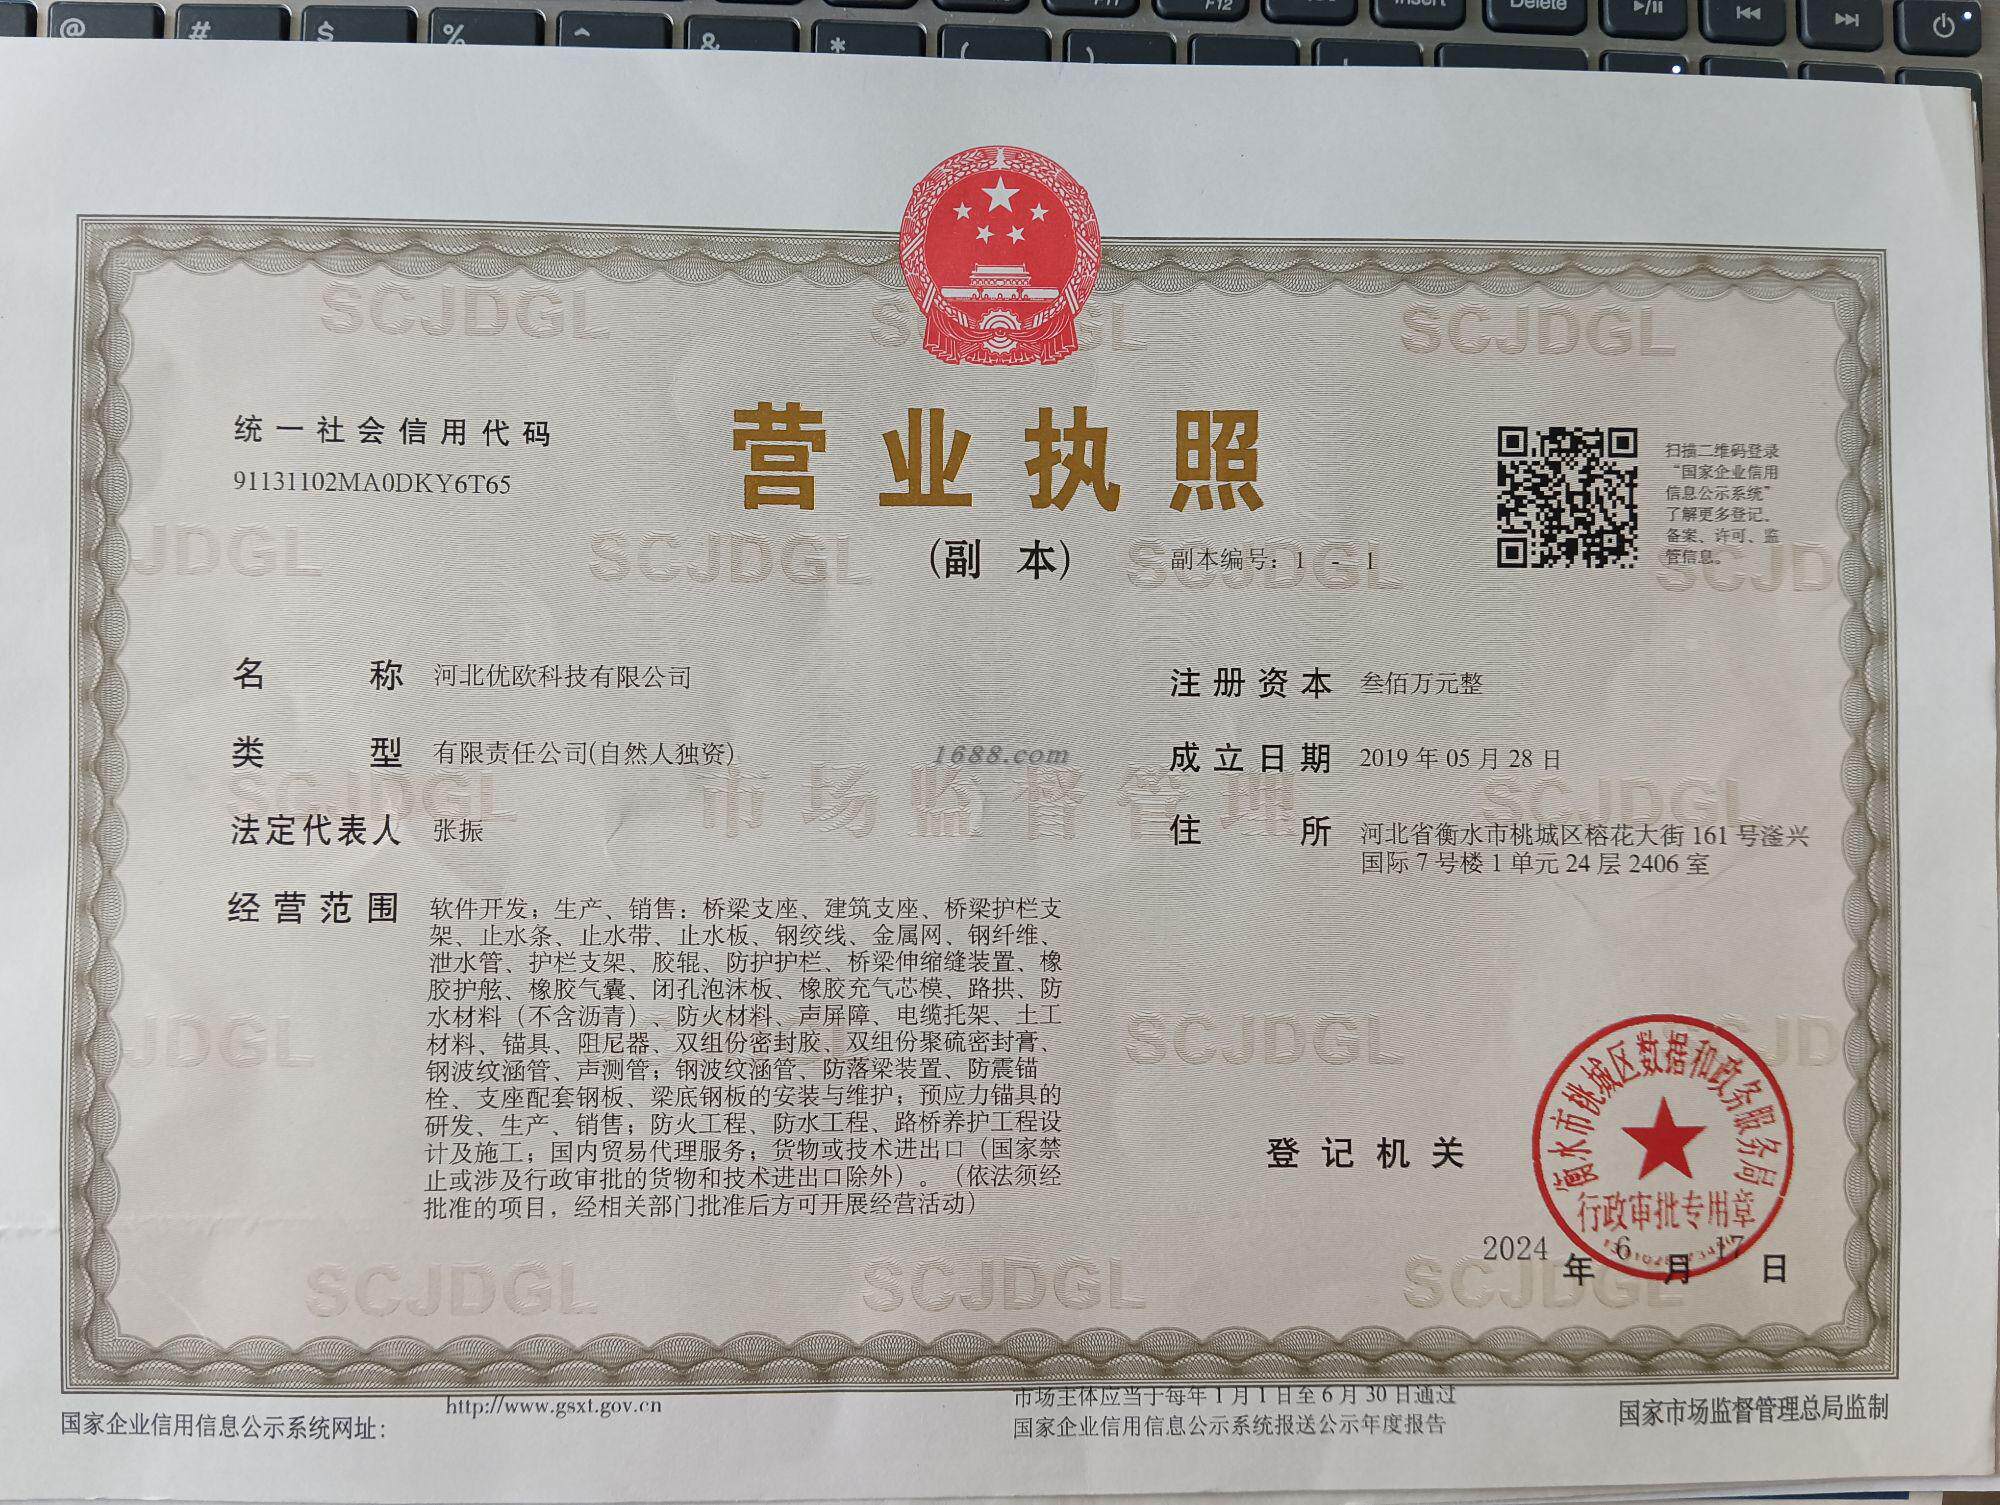 统一社会信用代码
91131102MA0DKY6T65
营业执照
(副 本)
副本编号: 1 - 1
扫描二维码登录
“国家企业信用
信息公示系统”
了解更多登记、
备案、许可、监
管信息。
名称 河北优欧科技有限公司
类型 有限责任公司(自然人独资)
法定代表人 张振
经营范围 软件开发；生产、销售：桥梁支座、建筑支座、桥梁护栏支
架、止水条、止水带、止水板、钢绞线、金属网、钢纤维、
泄水管、护栏支架、胶辊、防护护栏、桥梁伸缩缝装置、橡
胶护舷、橡胶气囊、闭孔泡沫板、橡胶充气芯模、路拱、防
水材料（不含沥青）、防火材料、声屏障、电缆托架、土工
材料、锚具、阻尼器、双组份密封胶、双组份聚硫密封膏、
钢波纹涵管、声测管；钢波纹涵管、防落梁装置、防震锚
栓、支座配套钢板、梁底钢板的安装与维护；预应力锚具的
研发、生产、销售；防火工程、防水工程、路桥养护工程设
计及施工；国内贸易代理服务；货物或技术进出口（国家禁
止或涉及行政审批的货物和技术进出口除外）。（依法须经
批准的项目，经相关部门批准后方可开展经营活动）
注册资本 叁佰万元整
成立日期 2019 年 05 月 28 日
住所 河北省衡水市桃城区榕花大街 161 号滏兴
国际 7 号楼 1 单元 24 层 2406 室
1688.com
市场监督管理
SCJDGL
登记机关
衡水市桃城区数据和政务服务局
行政审批专用章
2024 年 6 月 17 日
国家企业信用信息公示系统网址：
http://www.gsxt.gov.cn
市场主体应当于每年 1 月 1 日至 6 月 30 日通过
国家企业信用信息公示系统报送公示年度报告
国家市场监督管理总局监制
@ # $ % ^ & * ( )
F12
Insert
Delete